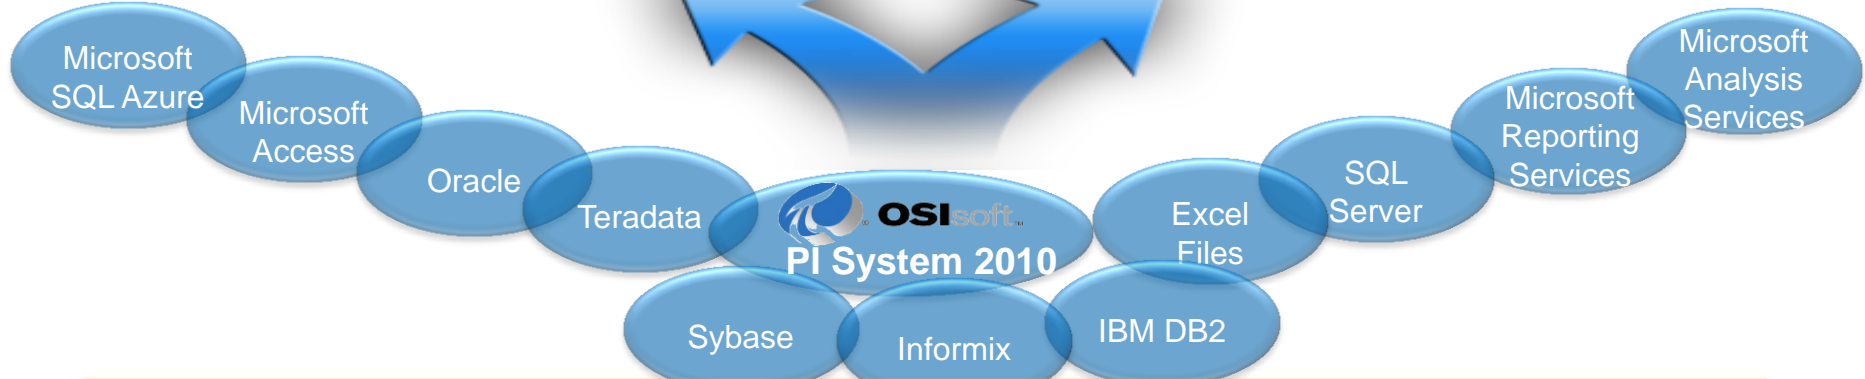 Microsoft
SQL Azure
Microsoft
Access
Oracle
Teradata
OSIsoft.
PI System 2010
Sybase
Informix
IBM DB2
Excel
Files
SQL
Server
Microsoft
Reporting
Services
Microsoft
Analysis
Services